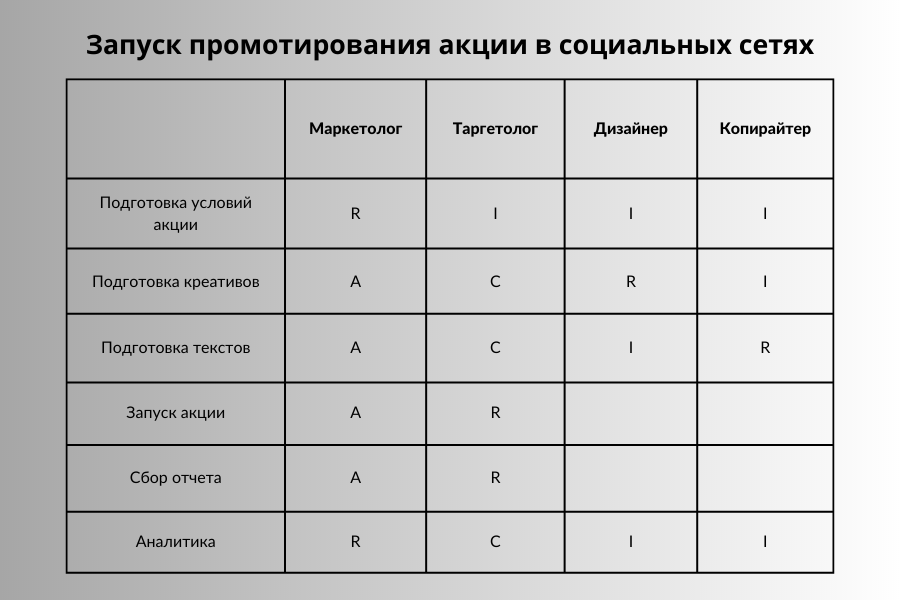 Запуск промотирования акции в социальных сетях
Маркетолог Таргетолог Дизайнер Копирайтер
Подготовка условий
акции
R I I I
Подготовка креативов A C R I
Подготовка текстов A C I R
Запуск акции A R
Сбор отчета A R
Аналитика R C I I